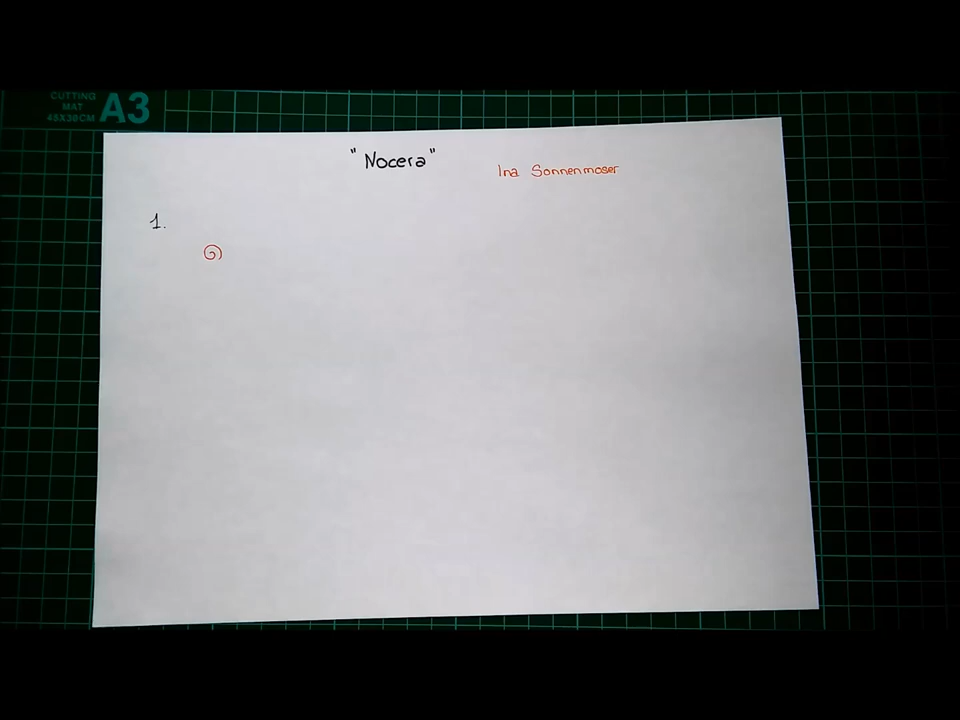 CUTTING
MAT
45X30CM
A3
"Nocera"
Ina Sonnenmoser
1.